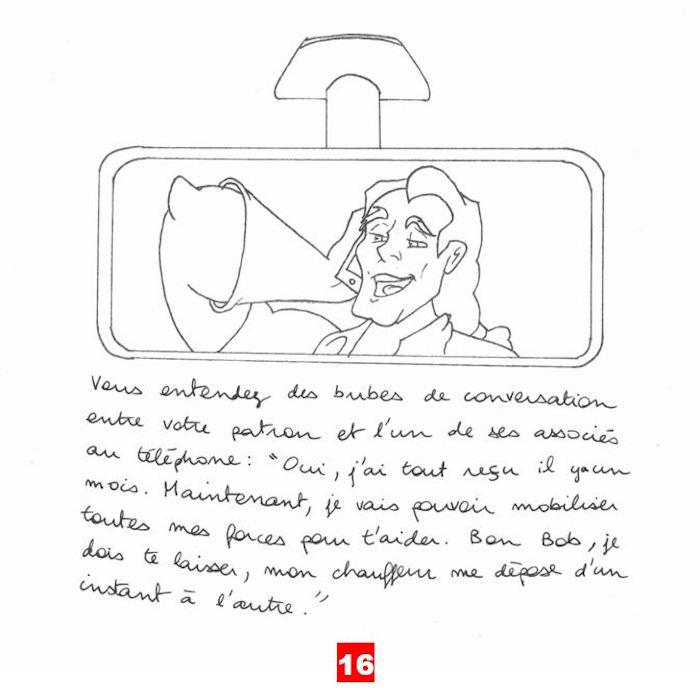 Vous entendez des bribes de conversation
entre votre patron et l'un de ses associés
au téléphone : "Oui, j'ai tout reçu il ya un
mois. Maintenant, je vais pouvoir mobiliser
toutes mes forces pour t'aider. Bon Bob, je
dois te laisser, mon chauffeur me dépose d'un
instant à l'autre."
16